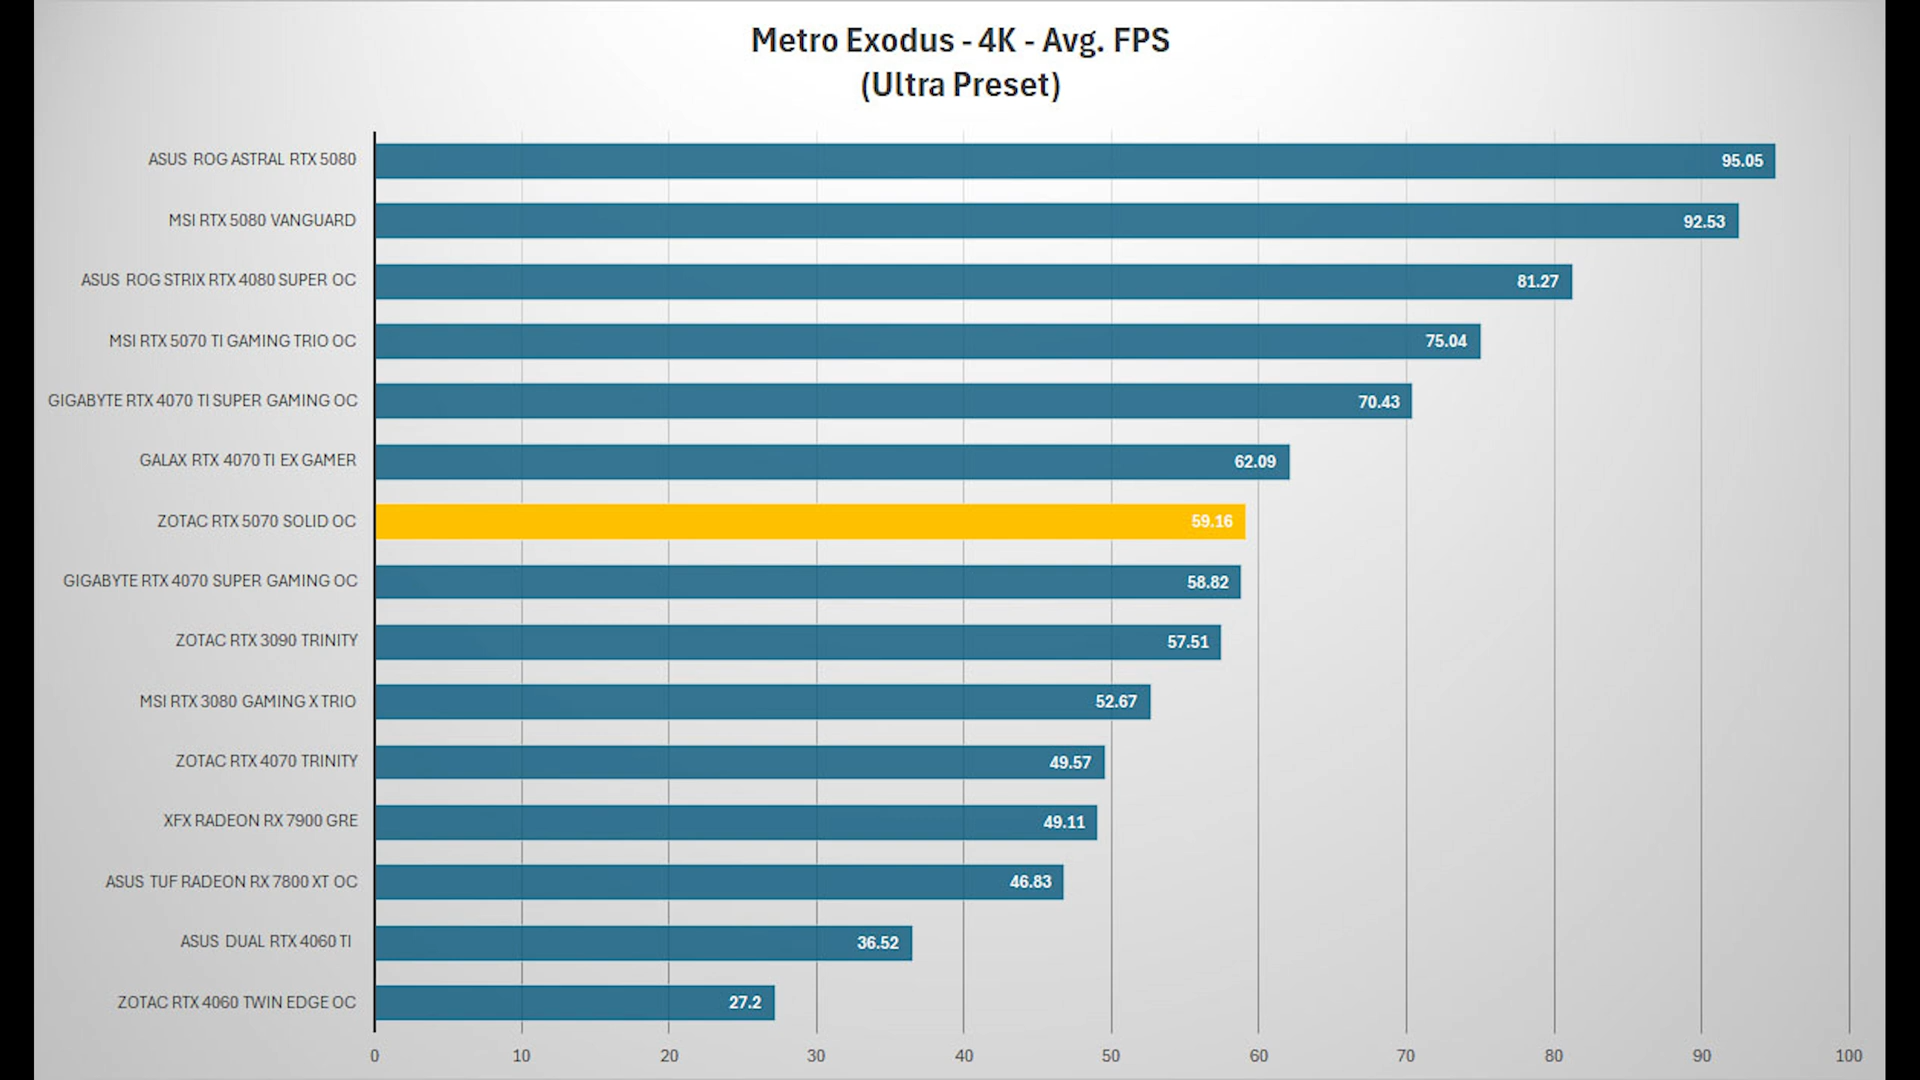 Metro Exodus - 4K - Avg. FPS
(Ultra Preset)
ASUS ROG ASTRAL RTX 5080 95.05
MSI RTX 5080 VANGUARD 92.53
ASUS ROG STRIX RTX 4080 SUPER OC 81.27
MSI RTX 5070 TI GAMING TRIO OC 75.04
GIGABYTE RTX 4070 TI SUPER GAMING OC 70.43
GALAX RTX 4070 TI EX GAMER 62.09
ZOTAC RTX 5070 SOLID OC 59.16
GIGABYTE RTX 4070 SUPER GAMING OC 58.82
ZOTAC RTX 3090 TRINITY 57.51
MSI RTX 3080 GAMING X TRIO 52.67
ZOTAC RTX 4070 TRINITY 49.57
XFX RADEON RX 7900 GRE 49.11
ASUS TUF RADEON RX 7800 XT OC 46.83
ASUS DUAL RTX 4060 TI 36.52
ZOTAC RTX 4060 TWIN EDGE OC 27.2
0 10 20 30 40 50 60 70 80 90 100